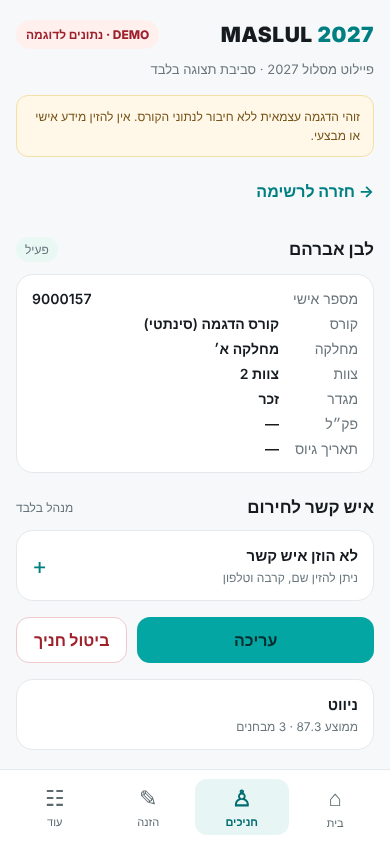 MASLUL 2027
DEMO · נתונים לדוגמה
פיילוט מסלול 2027 · סביבת תצוגה בלבד
זוהי הדגמה עצמאית ללא חיבור לנתוני הקורס. אין להזין מידע אישי
או מבצעי.
→ חזרה לרשימה
לבן אברהם
פעיל
מספר אישי 9000157
קורס קורס הדגמה (סינתטי)
מחלקה מחלקה א׳
צוות צוות 2
מגדר זכר
פק״ל —
תאריך גיוס —
איש קשר לחירום
מנהל בלבד
לא הוזן איש קשר
ניתן להזין שם, קרבה וטלפון
+
עריכה
ביטול חניך
ניווט
ממוצע 87.3 · 3 מבחנים
בית
חניכים
הזנה
עוד